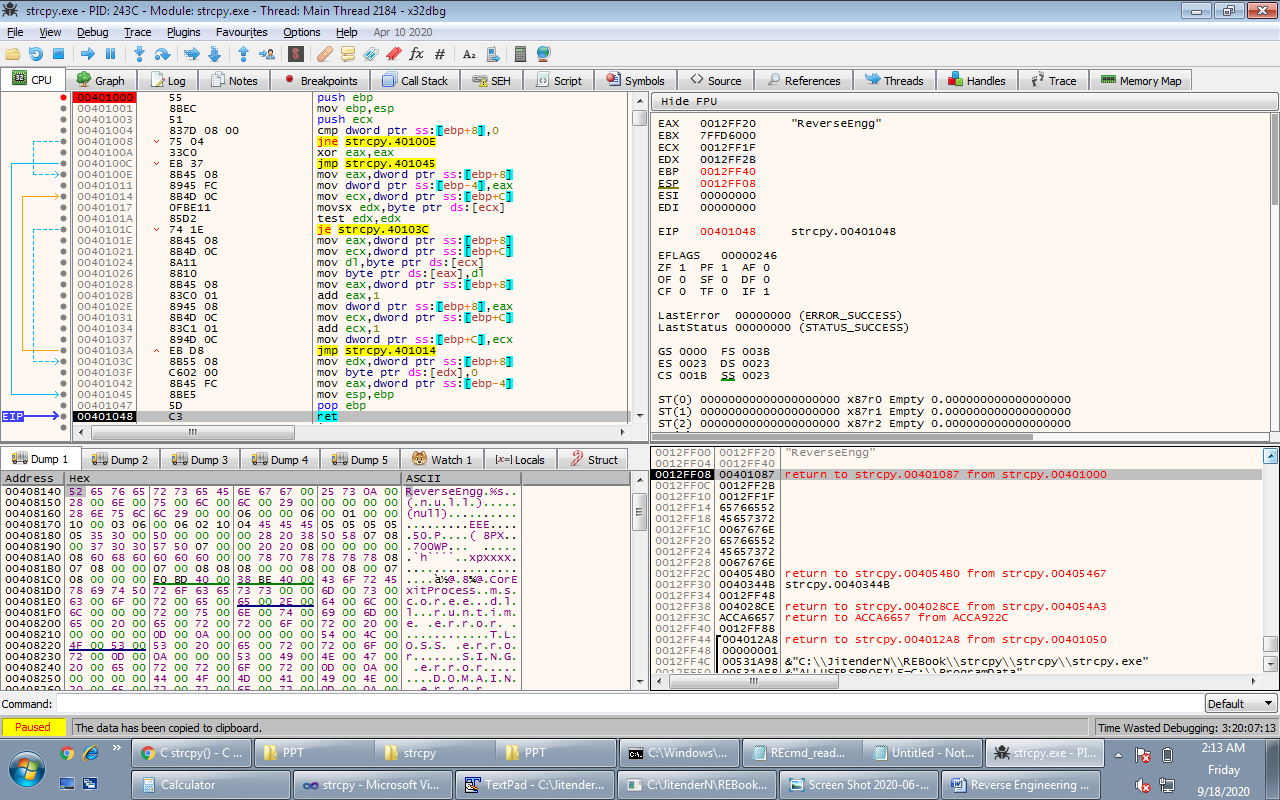 strcpy.exe - PID: 243C - Module: strcpy.exe - Thread: Main Thread 2184 - x32dbg
File View Debug Trace Plugins Favourites Options Help Apr 10 2020
CPU Graph Log Notes Breakpoints Call Stack SEH Script Symbols Source References Threads Handles Trace Memory Map
00401000 55 push ebp
00401001 8BEC mov ebp,esp
00401003 51 push ecx
00401004 837D 08 00 cmp dword ptr ss:[ebp+8],0
00401008 75 04 jne strcpy.40100E
0040100A 33C0 xor eax,eax
0040100C EB 37 jmp strcpy.401045
0040100E 8B45 08 mov eax,dword ptr ss:[ebp+8]
00401011 8945 FC mov dword ptr ss:[ebp-4],eax
00401014 8B4D 0C mov ecx,dword ptr ss:[ebp+C]
00401017 0FBE11 movsx edx,byte ptr ds:[ecx]
0040101A 85D2 test edx,edx
0040101C 74 1E je strcpy.40103C
0040101E 8B45 08 mov eax,dword ptr ss:[ebp+8]
00401021 8B4D 0C mov ecx,dword ptr ss:[ebp+C]
00401024 8A11 mov dl,byte ptr ds:[ecx]
00401026 8810 mov byte ptr ds:[eax],dl
00401028 8B45 08 mov eax,dword ptr ss:[ebp+8]
0040102B 83C0 01 add eax,1
0040102E 8945 08 mov dword ptr ss:[ebp+8],eax
00401031 8B4D 0C mov ecx,dword ptr ss:[ebp+C]
00401034 83C1 01 add ecx,1
00401037 894D 0C mov dword ptr ss:[ebp+C],ecx
0040103A EB D8 jmp strcpy.401014
0040103C 8B55 08 mov edx,dword ptr ss:[ebp+8]
0040103F C602 00 mov byte ptr ds:[edx],0
00401042 8B45 FC mov eax,dword ptr ss:[ebp-4]
00401045 8BE5 mov esp,ebp
00401047 5D pop ebp
EIP 00401048 C3 ret
Hide FPU
EAX 0012FF20 "ReverseEngg"
EBX 7FFD6000
ECX 0012FF1F
EDX 0012FF2B
EBP 0012FF40
ESP 0012FF08
ESI 00000000
EDI 00000000
EIP 00401048 strcpy.00401048
EFLAGS 00000246
ZF 1 PF 1 AF 0
OF 0 SF 0 DF 0
CF 0 TF 0 IF 1
LastError 00000000 (ERROR_SUCCESS)
LastStatus 00000000 (STATUS_SUCCESS)
GS 0000 FS 003B
ES 0023 DS 0023
CS 001B SS 0023
ST(0) 00000000000000000000 x87r0 Empty 0.00000000000000000000
ST(1) 00000000000000000000 x87r1 Empty 0.00000000000000000000
ST(2) 00000000000000000000 x87r2 Empty 0.00000000000000000000
Dump 1 Dump 2 Dump 3 Dump 4 Dump 5 Watch 1 Locals Struct
Address Hex ASCII
00408140 52 65 76 65 72 73 65 45 6E 67 67 00 25 73 0A 00 ReverseEngg.%s..
00408150 28 00 6E 00 75 00 6C 00 6C 00 29 00 00 00 00 00 (.n.u.l.l.).....
00408160 28 6E 75 6C 6C 29 00 00 06 00 00 06 00 01 00 00 (null)..........
00408170 10 00 03 06 00 06 02 10 04 45 45 45 05 05 05 05 .........EEE....
00408180 05 35 30 00 50 00 00 00 00 28 20 38 50 58 07 08 .50.P....( 8PX..
00408190 00 37 30 30 57 50 07 00 00 20 20 08 00 00 00 00 .700WP...  .....
004081A0 08 60 68 60 60 60 60 00 00 78 70 78 78 78 78 08
004081B0 07 08 00 00 07 00 08 08 08 00 00 08 00 08 00 07
004081C0 08 00 00 00 E0 BD 40 00 38 BE 40 00 43 6F 72 45
004081D0 78 69 74 50 72 6F 63 65 73 73 00 00 6D 00 73 00 xitProcess..m.s.
004081E0 63 00 6F 00 72 00 65 00 65 00 2E 00 64 00 6C 00 c.o.r.e.e...d.l.
004081F0 6C 00 00 00 72 00 75 00 6E 00 74 00 69 00 6D 00 l...r.u.n.t.i.m.
00408200 65 00 20 00 65 00 72 00 72 00 6F 00 72 00 20 00 e. .e.r.r.o.r. .
00408210 00 00 00 00 0D 00 0A 00 00 00 00 00 54 00 4C 00 ............T.L.
00408220 4F 00 53 00 53 00 20 00 65 00 72 00 72 00 6F 00 O.S.S. .e.r.r.o.
00408230 72 00 0D 00 0A 00 00 00 53 00 49 00 4E 00 47 00 r.......S.I.N.G.
00408240 20 00 65 00 72 00 72 00 6F 00 72 00 0D 00 0A 00 .e.r.r.o.r.....
00408250 00 00 00 00 44 00 4F 00 4D 00 41 00 49 00 4E 00 ....D.O.M.A.I.N.
0012FF00 0012FF20 "ReverseEngg"
0012FF04 0012FF40
0012FF08 00401087 return to strcpy.00401087 from strcpy.00401000
0012FF0C 0012FF2B
0012FF10 0012FF1F
0012FF14 65766552
0012FF18 45657372
0012FF1C 0067676E
0012FF20 65766552
0012FF24 45657372
0012FF28 0067676E
0012FF2C 004054B0 return to strcpy.004054B0 from strcpy.00405467
0012FF30 0040344B strcpy.0040344B
0012FF34 0012FF48
0012FF38 004028CE return to strcpy.004028CE from strcpy.004054A3
0012FF3C ACCA6657 return to ACCA6657 from ACCA922C
0012FF40 0012FF88
0012FF44 004012A8 return to strcpy.004012A8 from strcpy.00401050
0012FF48 00000001
0012FF4C 00531A98 &"C:\\JitenderN\\REBook\\strcpy\\strcpy\\strcpy.exe"
Command: Default
Paused The data has been copied to clipboard. Time Wasted Debugging: 3:20:07:13
C strcpy() - C ... PPT strcpy PPT C:\Windows\... REcmd_read... Untitled - Not... strcpy.exe - PI...
Calculator strcpy - Microsoft Vi... TextPad - C:\Jitender... C:\JitenderN\REBook... Screen Shot 2020-06-... Reverse Engineering ...
2:13 AM
Friday
9/18/2020